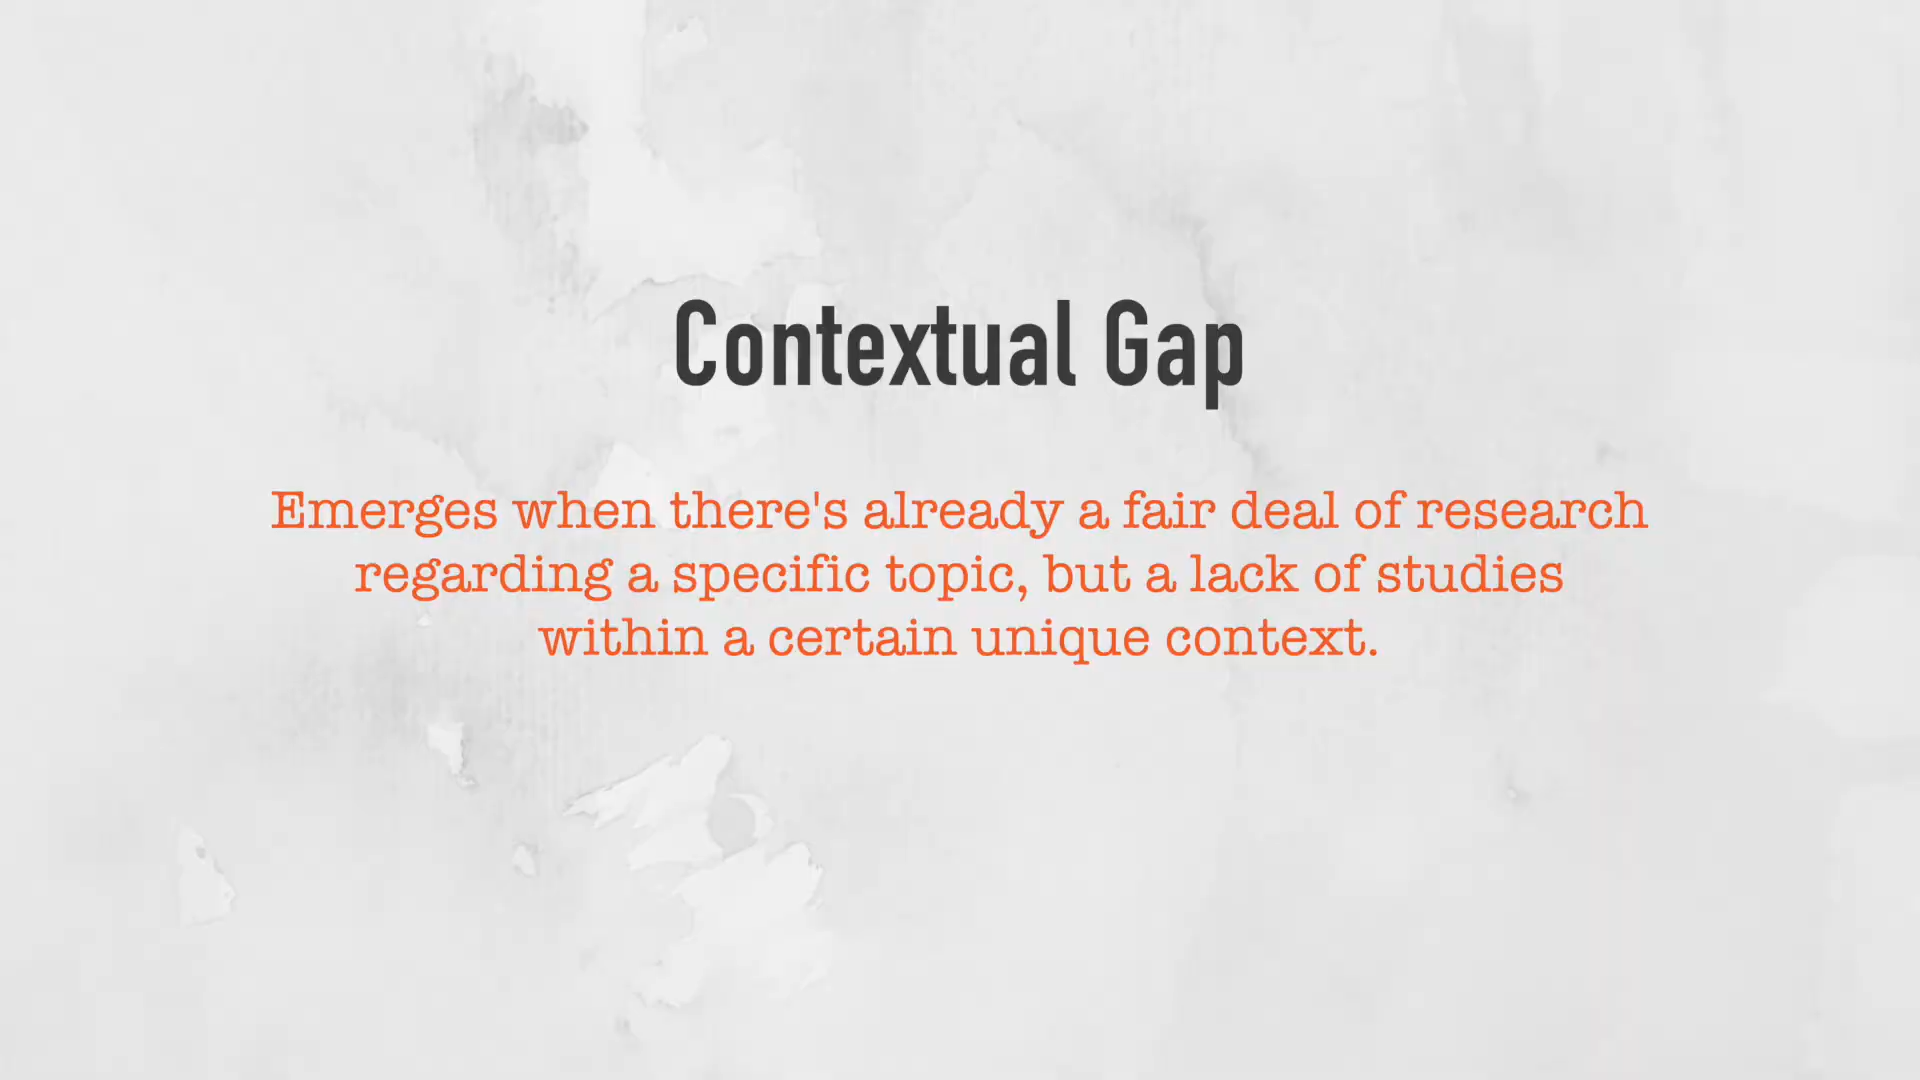 Contextual Gap
Emerges when there's already a fair deal of research
regarding a specific topic, but a lack of studies
within a certain unique context.